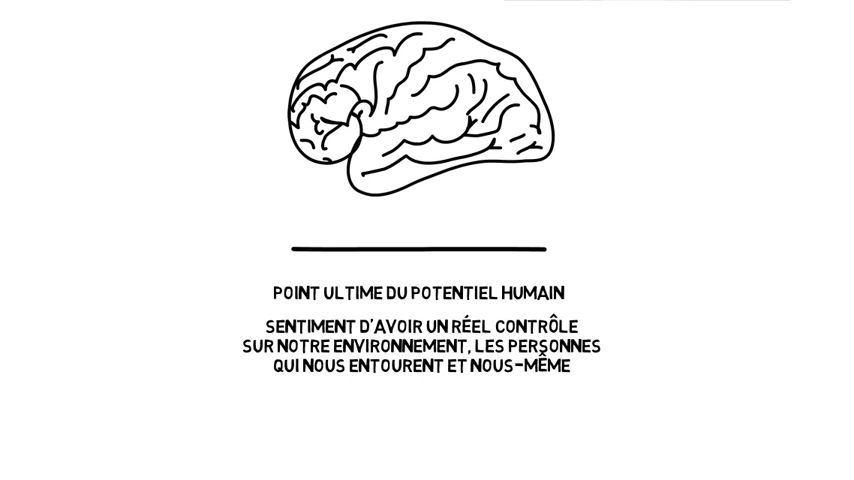 POINT ULTIME DU POTENTIEL HUMAIN
SENTIMENT D'AVOIR UN RÉEL CONTRÔLE
SUR NOTRE ENVIRONNEMENT, LES PERSONNES
QUI NOUS ENTOURENT ET NOUS-MÊME